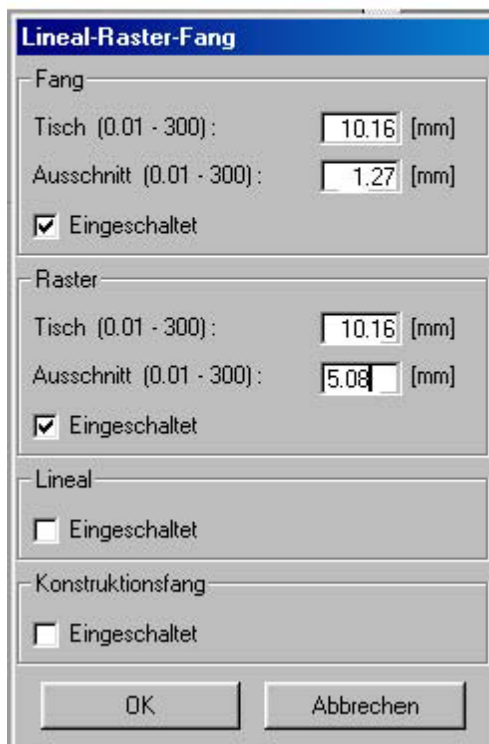 Lineal-Raster-Fang
Fang
Tisch (0.01 - 300) : 10.16 [mm]
Ausschnitt (0.01 - 300) : 1.27 [mm]
Eingeschaltet
Raster
Tisch (0.01 - 300) : 10.16 [mm]
Ausschnitt (0.01 - 300) : 5.08 [mm]
Eingeschaltet
Lineal
Eingeschaltet
Konstruktionsfang
Eingeschaltet
OK Abbrechen